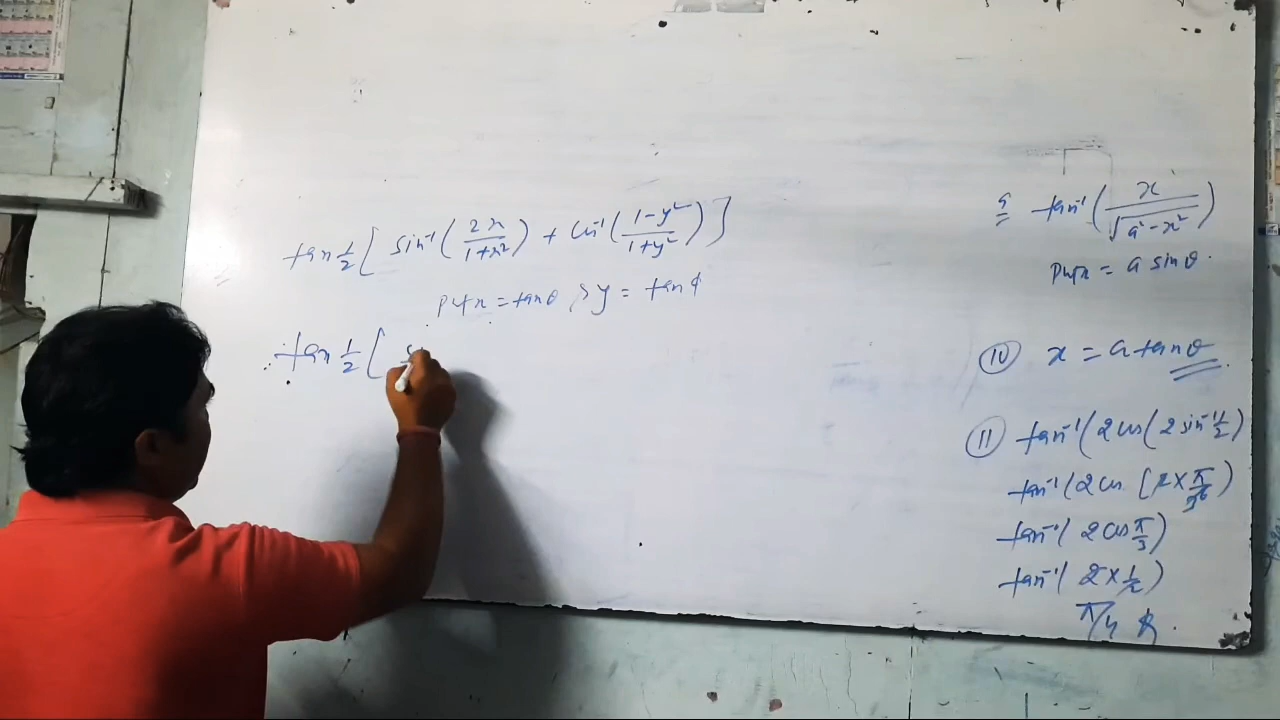 tan 1/2 [ sin⁻¹ ( 2x / 1+x² ) + cos⁻¹ ( 1-y² / 1+y² ) ]
Put x = tanθ, y = tan ϕ
∴ tan 1/2 [
9 tan⁻¹ ( x / √a²-x² )
Put x = a sin θ.
(10) x = a tanθ.
(11) tan⁻¹ ( 2 cos ( 2 sin⁻¹ 1/2 )
tan⁻¹ ( 2 cos [ 2 × π/6 )
tan⁻¹ ( 2 cos π/3 )
tan⁻¹ ( 2 × 1/2 )
π/4